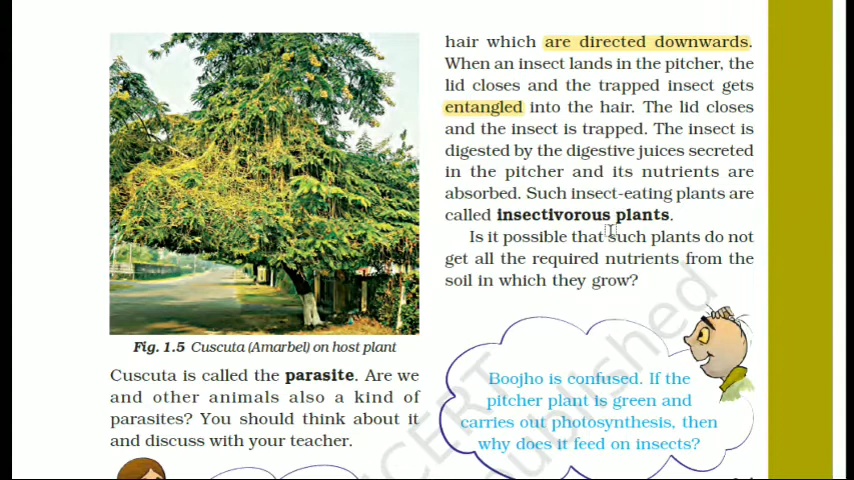 Fig. 1.5 Cuscuta (Amarbel) on host plant
Cuscuta is called the parasite. Are we
and other animals also a kind of
parasites? You should think about it
and discuss with your teacher.
hair which are directed downwards.
When an insect lands in the pitcher, the
lid closes and the trapped insect gets
entangled into the hair. The lid closes
and the insect is trapped. The insect is
digested by the digestive juices secreted
in the pitcher and its nutrients are
absorbed. Such insect-eating plants are
called insectivorous plants.
Is it possible that such plants do not
get all the required nutrients from the
soil in which they grow?
Boojho is confused. If the
pitcher plant is green and
carries out photosynthesis, then
why does it feed on insects?